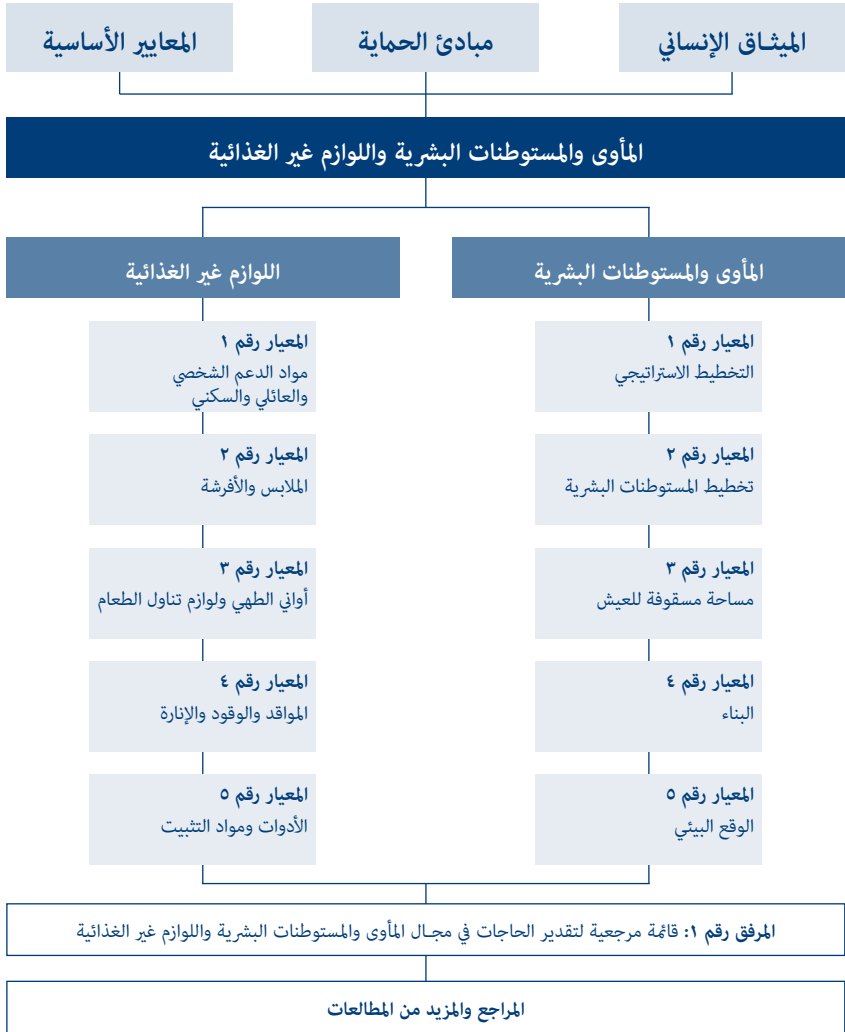 الميثاق الإنساني
مبادئ الحماية
المعايير الأساسية
المأوى والمستوطنات البشرية واللوازم غير الغذائية
المأوى والمستوطنات البشرية
المعيار رقم ١
التخطيط الاستراتيجي
المعيار رقم ٢
تخطيط المستوطنات البشرية
المعيار رقم ٣
مساحة مسقوفة للعيش
المعيار رقم ٤
البناء
المعيار رقم ٥
الوقع البيئي
اللوازم غير الغذائية
المعيار رقم ١
مواد الدعم الشخصي
والعائلي والسكني
المعيار رقم ٢
الملابس والأفرشة
المعيار رقم ٣
أواني الطهي ولوازم تناول الطعام
المعيار رقم ٤
المواقد والوقود والإنارة
المعيار رقم ٥
الأدوات ومواد التثبيت
المرفق رقم ١: قائمة مرجعية لتقدير الحاجات في مجال المأوى والمستوطنات البشرية واللوازم غير الغذائية
المراجع والمزيد من المطالعات